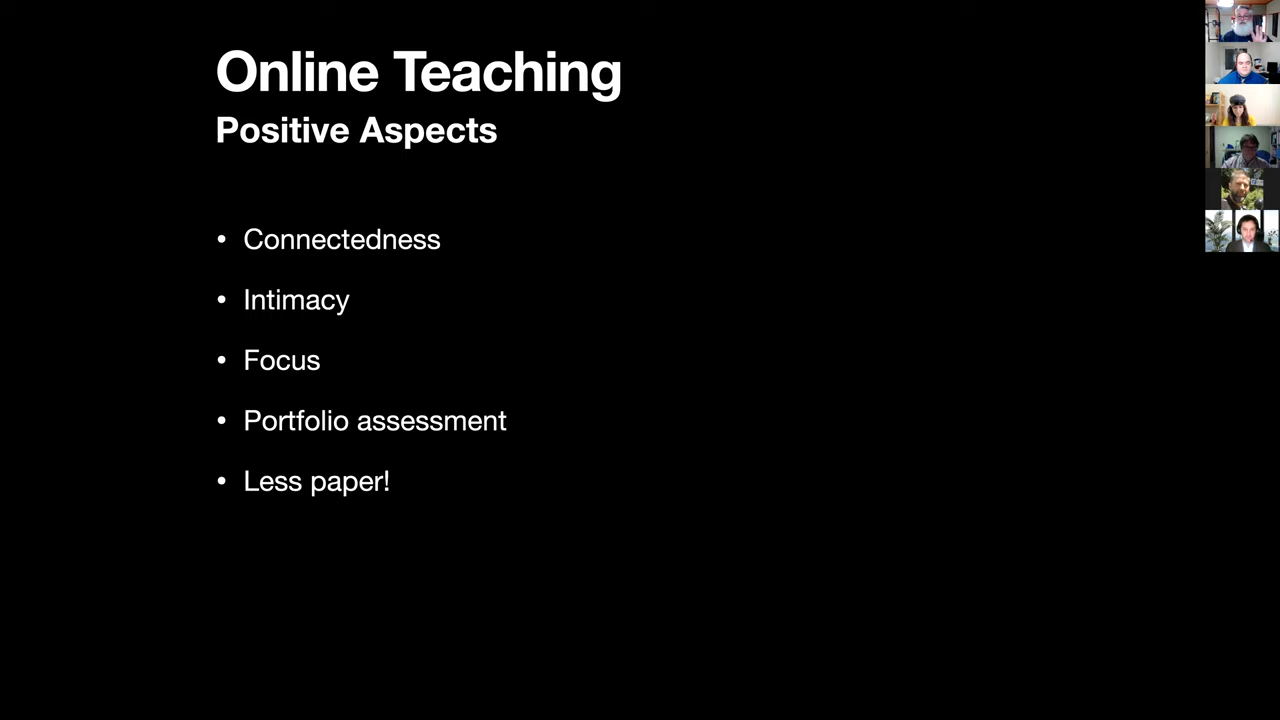 Online Teaching
Positive Aspects
• Connectedness
• Intimacy
• Focus
• Portfolio assessment
• Less paper!